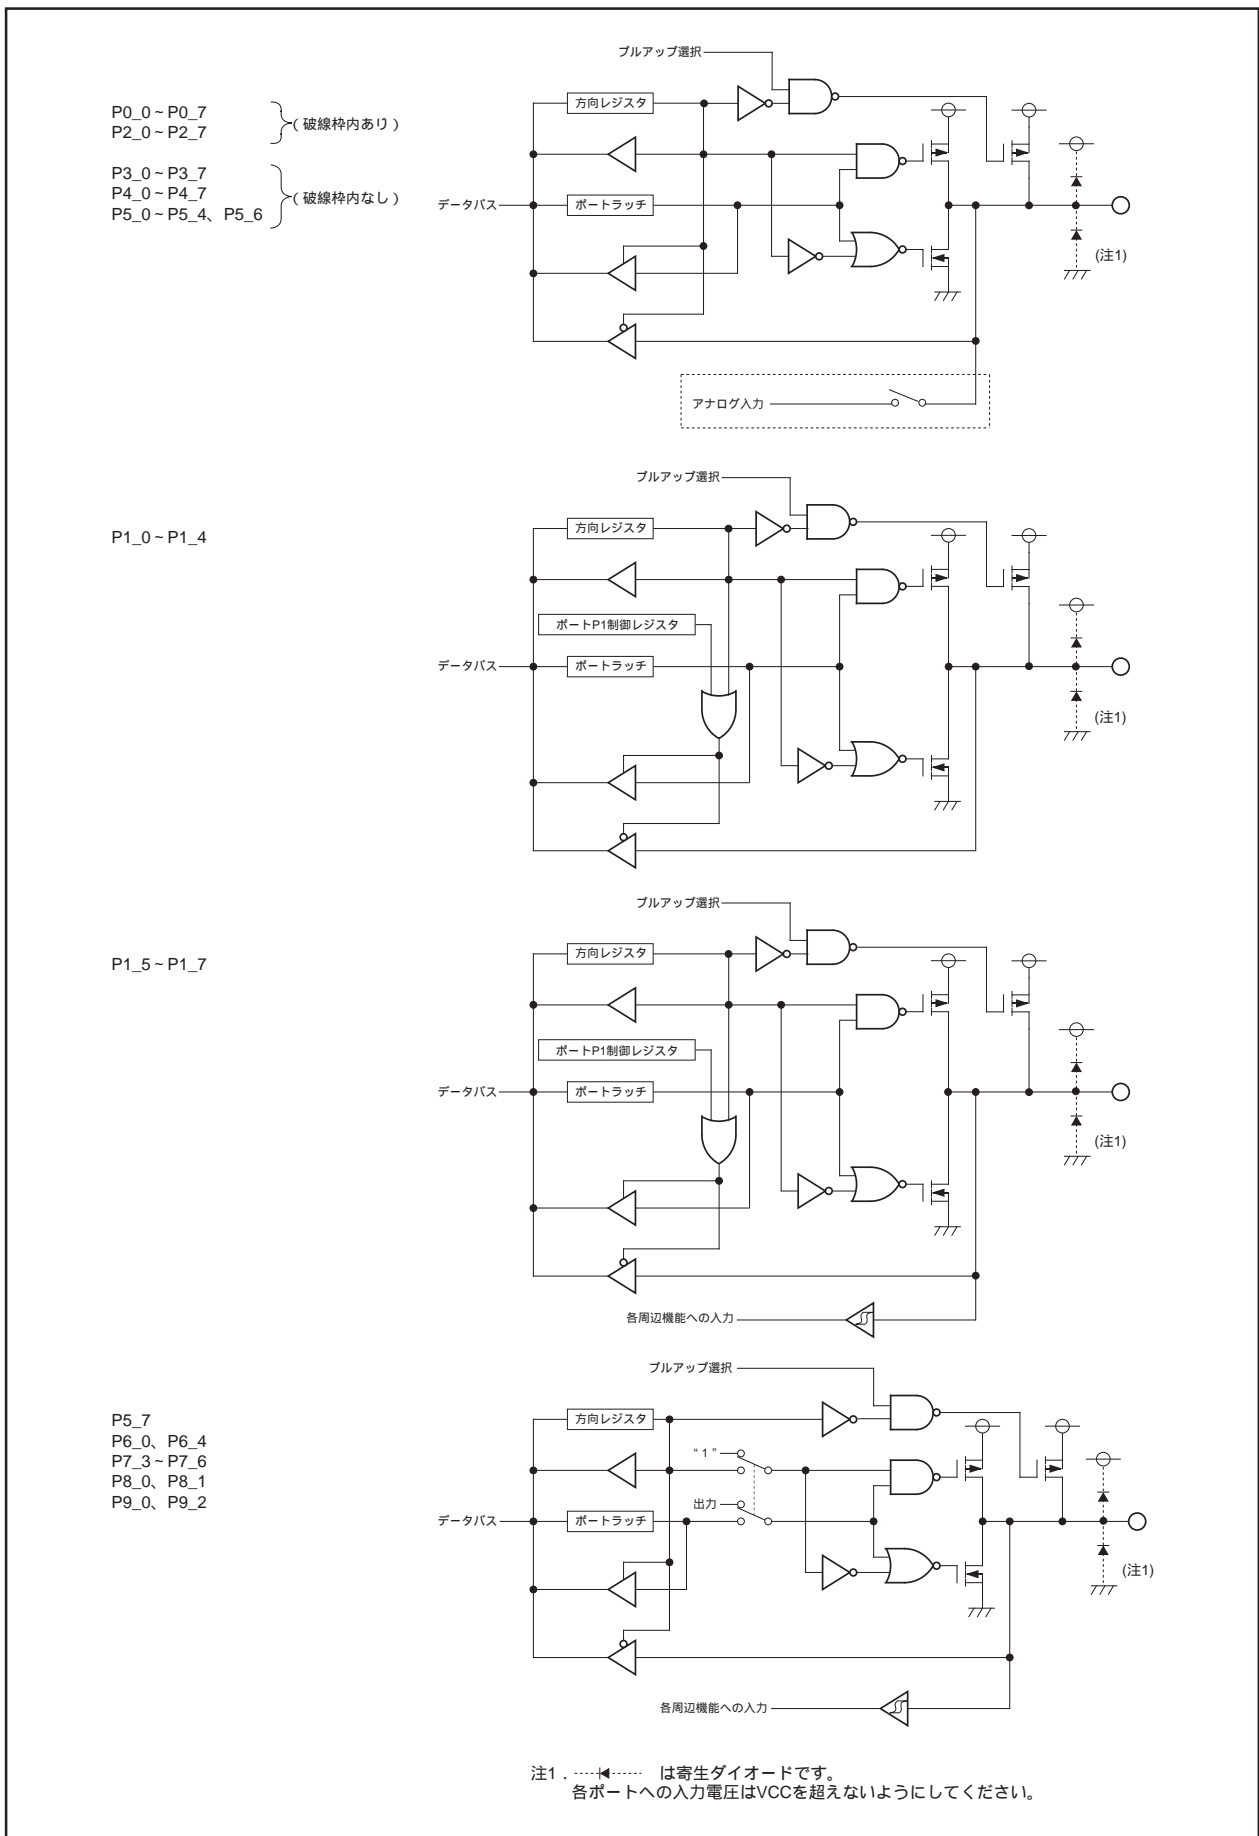 プルアップ選択
P0_0 ~ P0_7
P2_0 ~ P2_7
( 破線枠内あり )
方向レジスタ
P3_0 ~ P3_7
P4_0 ~ P4_7
P5_0 ~ P5_4、P5_6
( 破線枠内なし )
データバス
ポートラッチ
(注1)
アナログ入力
プルアップ選択
P1_0 ~ P1_4
方向レジスタ
ポートP1制御レジスタ
データバス
ポートラッチ
(注1)
プルアップ選択
P1_5 ~ P1_7
方向レジスタ
ポートP1制御レジスタ
データバス
ポートラッチ
(注1)
各周辺機能への入力
プルアップ選択
P5_7
P6_0、P6_4
P7_3 ~ P7_6
P8_0、P8_1
P9_0、P9_2
方向レジスタ
“ 1 ”
出力
データバス
ポートラッチ
(注1)
各周辺機能への入力
注1 . は寄生ダイオードです。
各ポートへの入力電圧はVCCを超えないようにしてください。